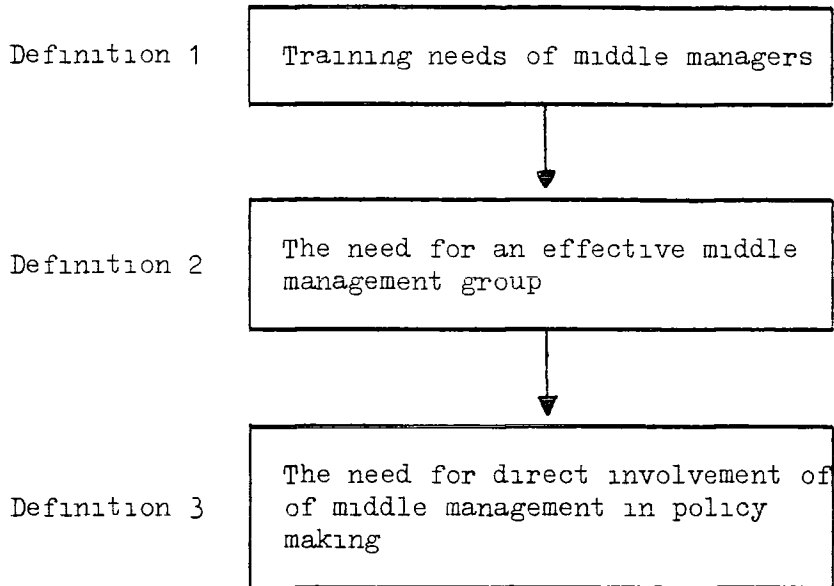 Definition 1
Training needs of middle managers
Definition 2
The need for an effective middle
management group
Definition 3
The need for direct involvement of
of middle management in policy
making